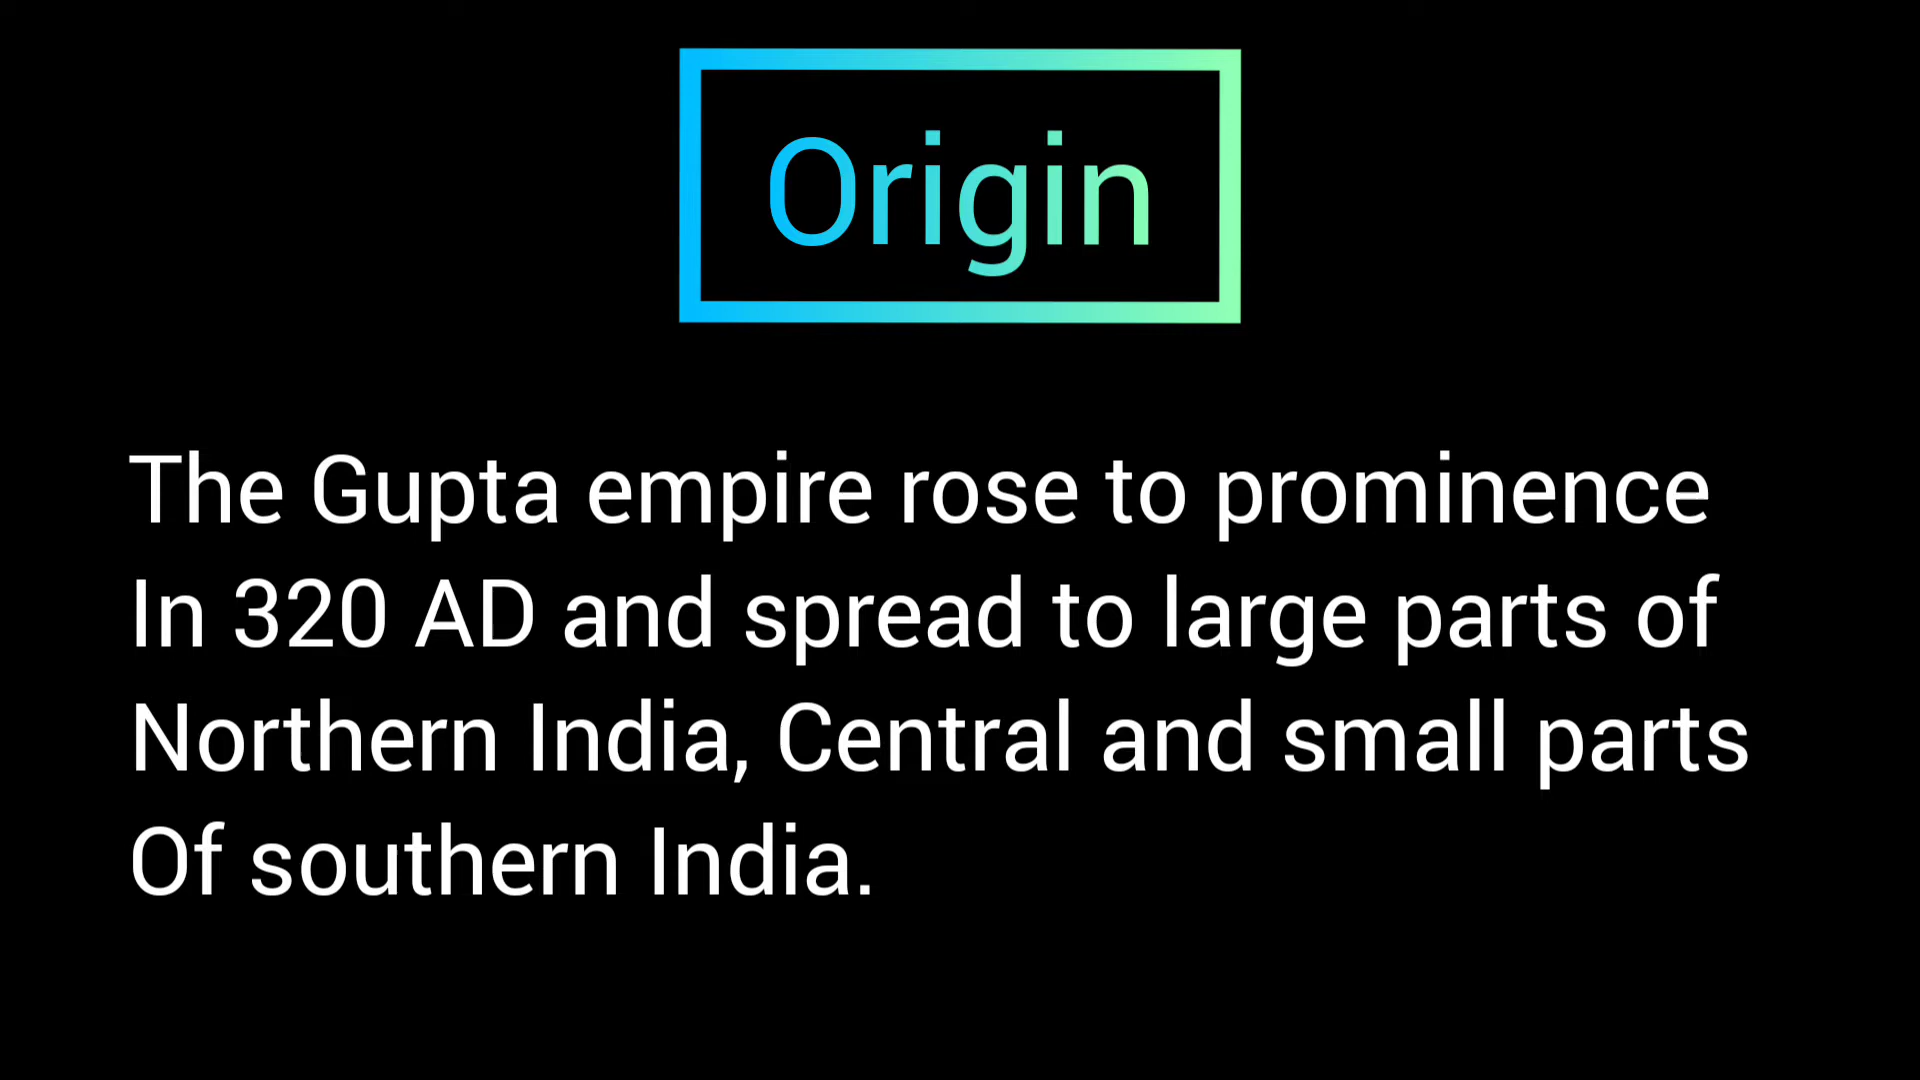 Origin
The Gupta empire rose to prominence
In 320 AD and spread to large parts of
Northern India, Central and small parts
Of southern India.